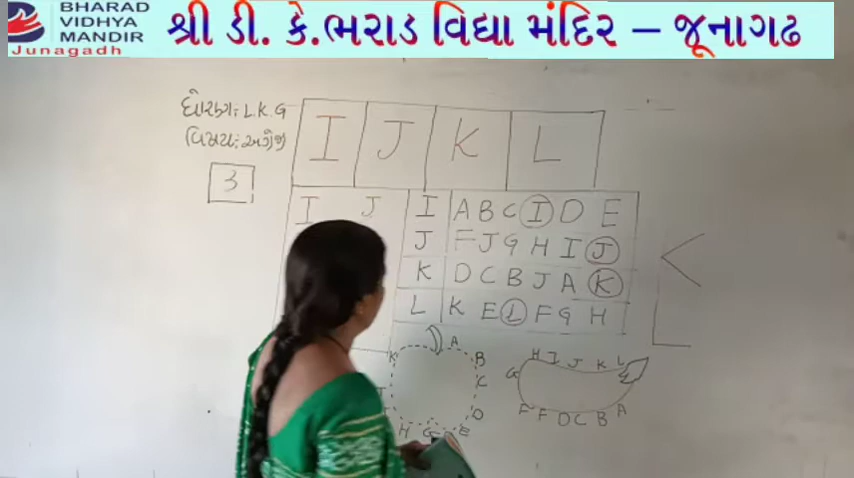 BHARAD
VIDHYA
MANDIR
Junagadh
શ્રી ડી. કે.ભરાડ વિદ્યા મંદિર – જૂનાગઢ
ધોરણ: L.K.G
વિષય: અંગ્રેજી
3
I J K L
I J
I A B C I D E
J F J G H I J
K D C B J A K
L K E L F G H
K A B C D E G H I
H I J K L
G
F F D C B A